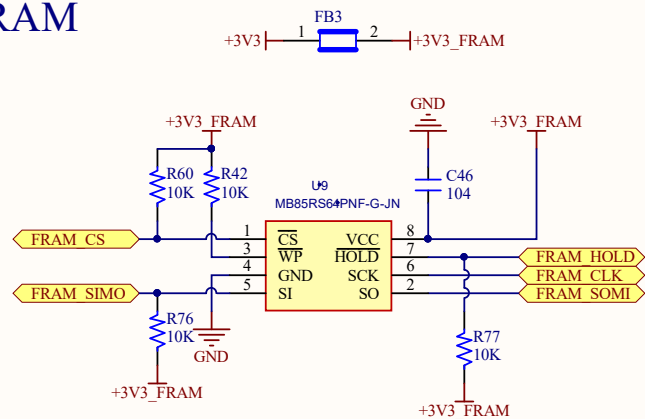 RAM
FB3
+3V3
1
2
+3V3_FRAM
+3V3_FRAM
GND
+3V3_FRAM
R60
10K
R42
10K
U9
MB85RS64PNF-G-JN
C46
104
FRAM_CS
1
CS
VCC
8
3
WP
HOLD
7
FRAM_HOLD
4
GND
SCK
6
FRAM_CLK
FRAM_SIMO
5
SI
SO
2
FRAM_SOMI
R76
10K
GND
R77
10K
+3V3_FRAM
+3V3_FRAM